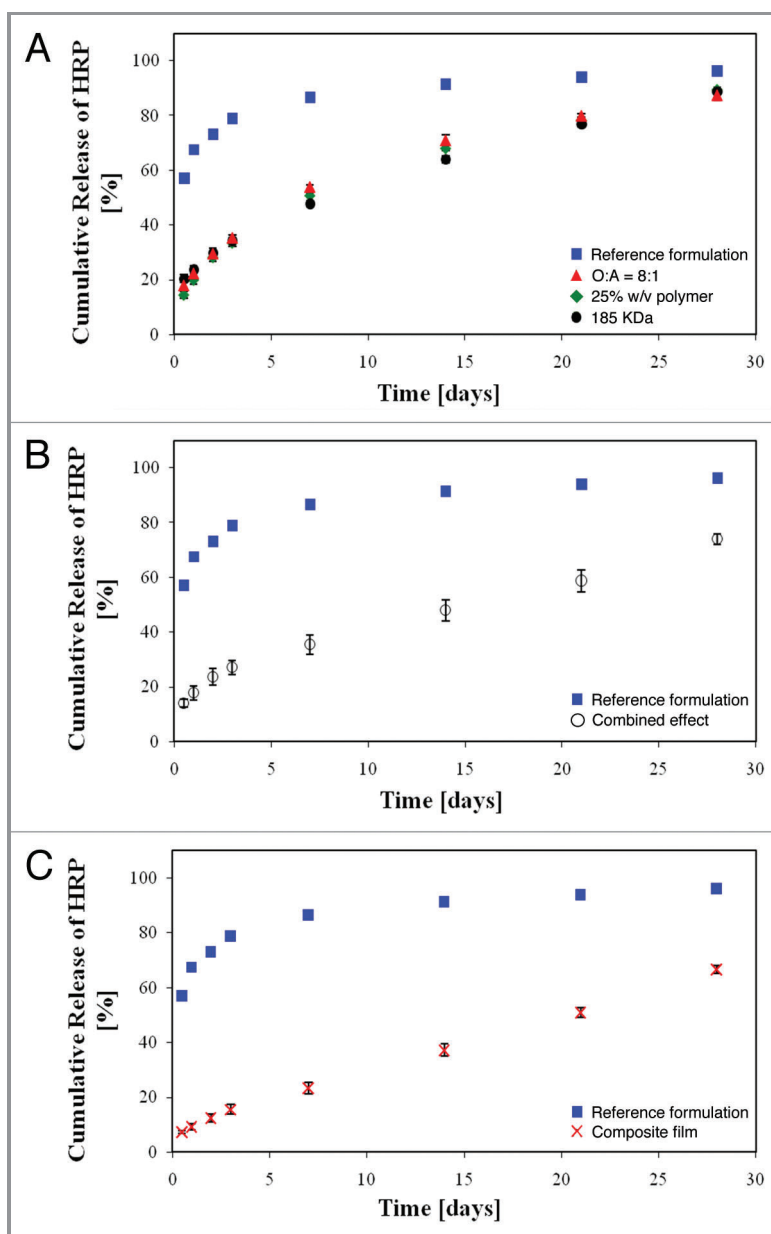 A
Cumulative Release of HRP
[%]
100
80
60
40
20
0
Reference formulation
O:A = 8:1
25% w/v polymer
185 KDa
0 5 10 15 20 25 30
Time [days]
B
Cumulative Release of HRP
[%]
100
80
60
40
20
0
Reference formulation
Combined effect
0 5 10 15 20 25 30
Time [days]
C
Cumulative Release of HRP
[%]
100
80
60
40
20
0
Reference formulation
Composite film
0 5 10 15 20 25 30
Time [days]